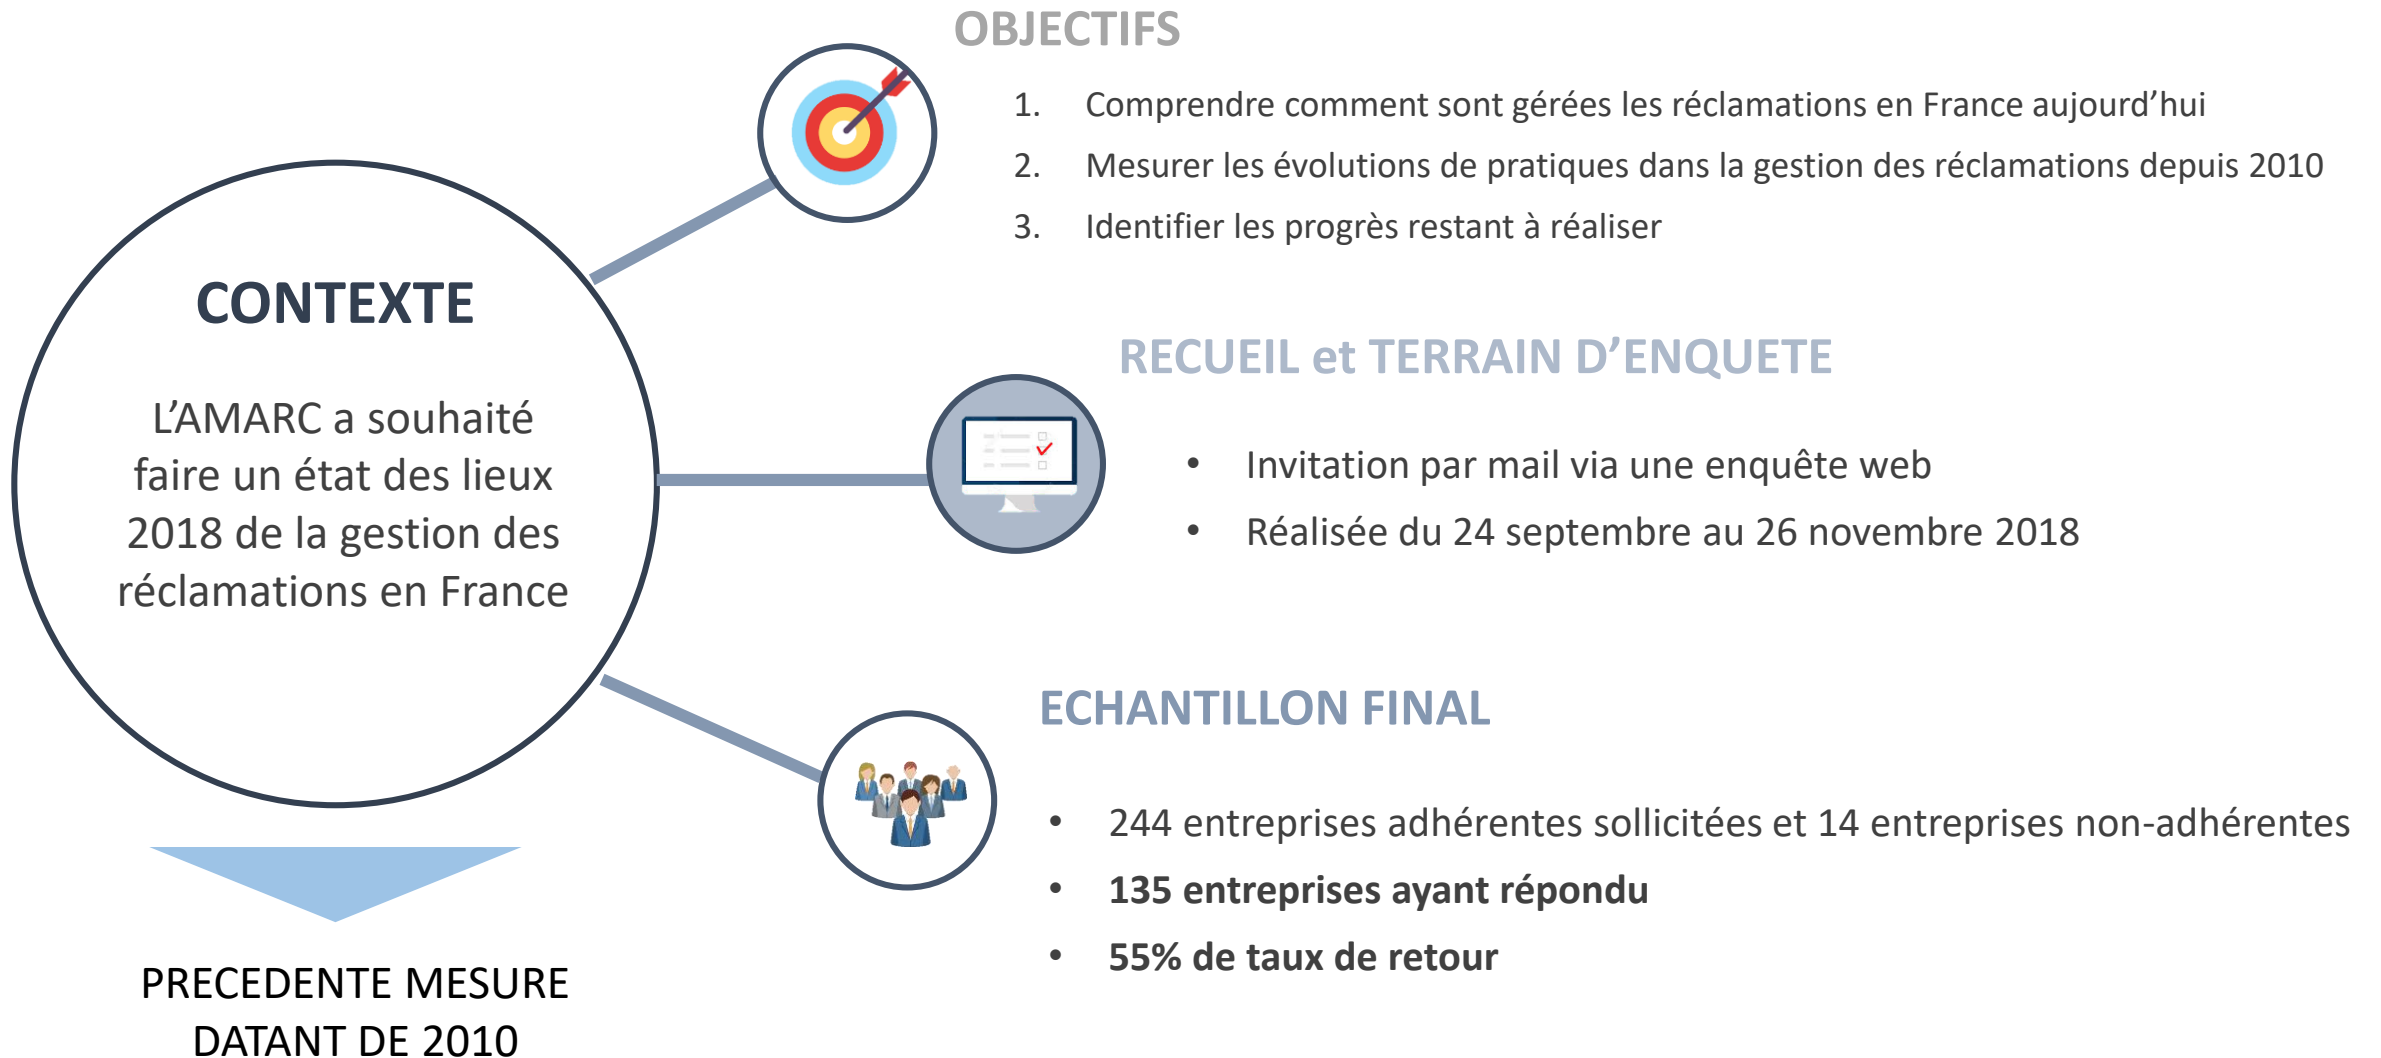 CONTEXTE
L’AMARC a souhaité
faire un état des lieux
2018 de la gestion des
réclamations en France
PRECEDENTE MESURE
DATANT DE 2010
OBJECTIFS
1. Comprendre comment sont gérées les réclamations en France aujourd’hui
2. Mesurer les évolutions de pratiques dans la gestion des réclamations depuis 2010
3. Identifier les progrès restant à réaliser
RECUEIL et TERRAIN D’ENQUETE
• Invitation par mail via une enquête web
• Réalisée du 24 septembre au 26 novembre 2018
ECHANTILLON FINAL
• 244 entreprises adhérentes sollicitées et 14 entreprises non-adhérentes
• 135 entreprises ayant répondu
• 55% de taux de retour